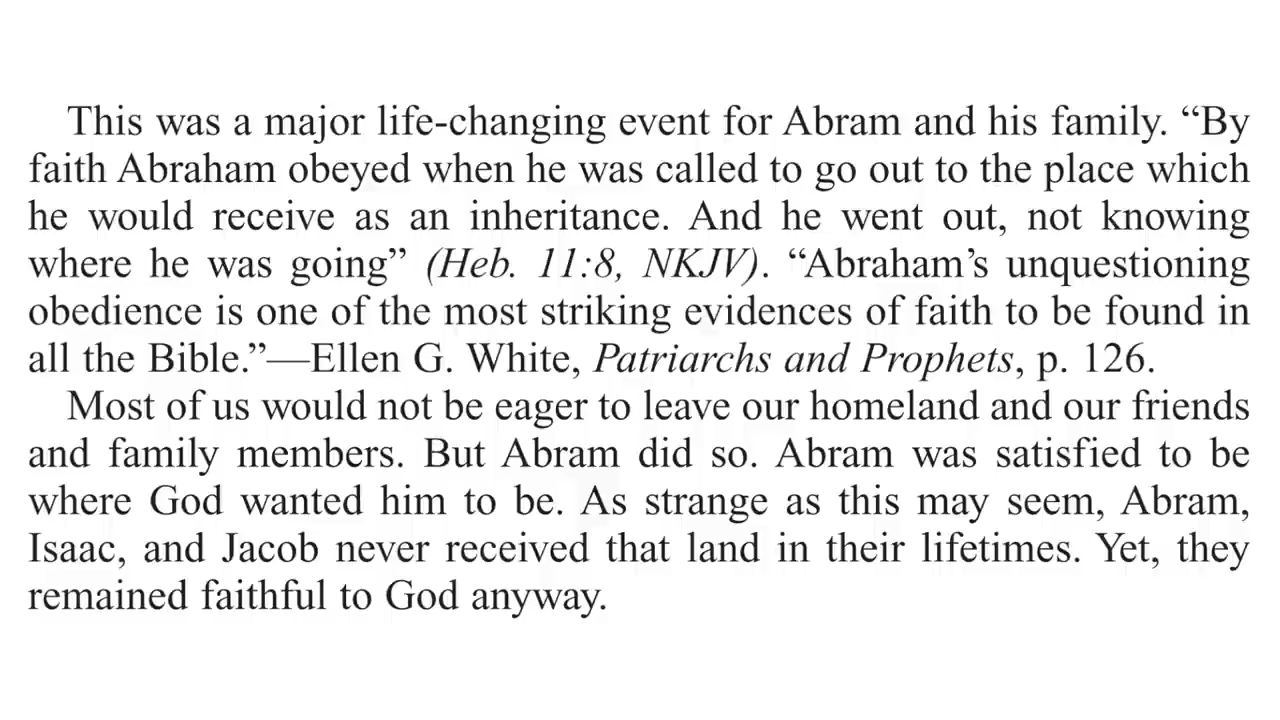 This was a major life-changing event for Abram and his family. “By
faith Abraham obeyed when he was called to go out to the place which
he would receive as an inheritance. And he went out, not knowing
where he was going” (Heb. 11:8, NKJV). “Abraham’s unquestioning
obedience is one of the most striking evidences of faith to be found in
all the Bible.”—Ellen G. White, Patriarchs and Prophets, p. 126.
Most of us would not be eager to leave our homeland and our friends
and family members. But Abram did so. Abram was satisfied to be
where God wanted him to be. As strange as this may seem, Abram,
Isaac, and Jacob never received that land in their lifetimes. Yet, they
remained faithful to God anyway.